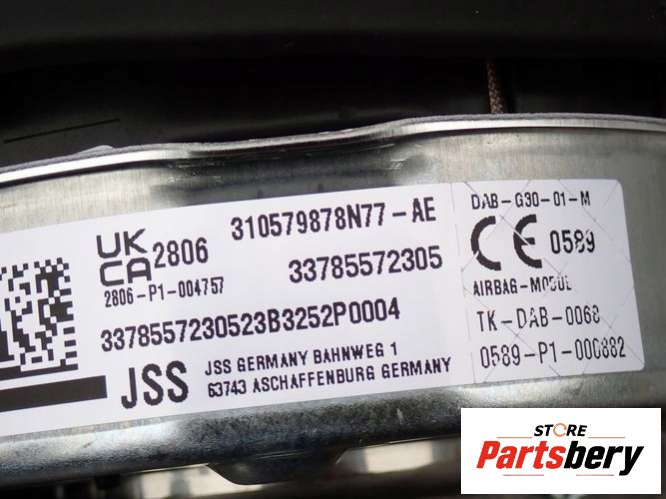 UK
CA 2806
310579878N77-AE
2806-P1-004757
33785572305
3378557230523B3252P0004
JSS
JSS GERMANY BAHNWEG 1
63743 ASCHAFFENBURG GERMANY
DAB-G30-01-M
CE 0589
AIRBAG-MODUL
TK-DAB-0068
0589-P1-000882
STORE
Partsbery